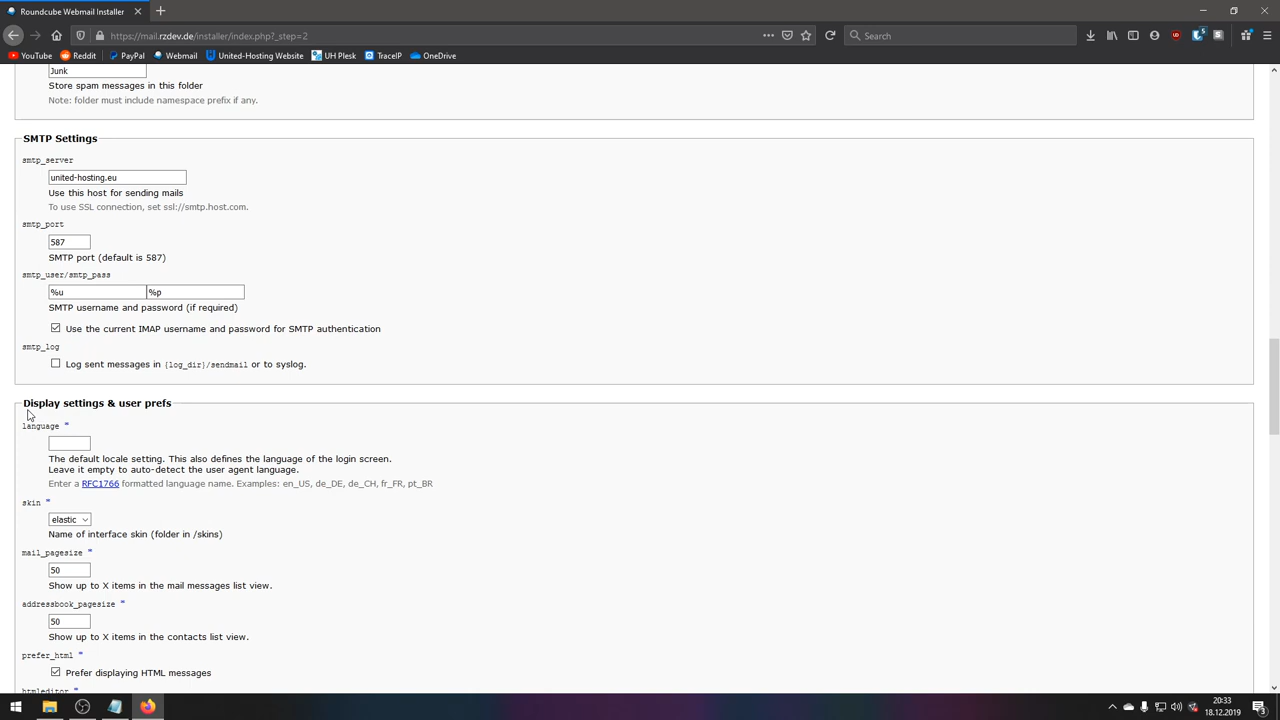 Roundcube Webmail Installer
https://mail.rzdev.de/installer/index.php?_step=2
Search
YouTube
Reddit
PayPal
Webmail
United-Hosting Website
UH Plesk
TraceIP
OneDrive
Junk
Store spam messages in this folder
Note: folder must include namespace prefix if any.
SMTP Settings
smtp_server
united-hosting.eu
Use this host for sending mails
To use SSL connection, set ssl://smtp.host.com.
smtp_port
587
SMTP port (default is 587)
smtp_user/smtp_pass
%u %p
SMTP username and password (if required)
Use the current IMAP username and password for SMTP authentication
smtp_log
Log sent messages in {log_dir}/sendmail or to syslog.
Display settings & user prefs
language *
The default locale setting. This also defines the language of the login screen.
Leave it empty to auto-detect the user agent language.
Enter a RFC1766 formatted language name. Examples: en_US, de_DE, de_CH, fr_FR, pt_BR
skin *
elastic
Name of interface skin (folder in /skins)
mail_pagesize *
50
Show up to X items in the mail messages list view.
addressbook_pagesize *
50
Show up to X items in the contacts list view.
prefer_html *
Prefer displaying HTML messages
htmleditor *
20:33
18.12.2019
3